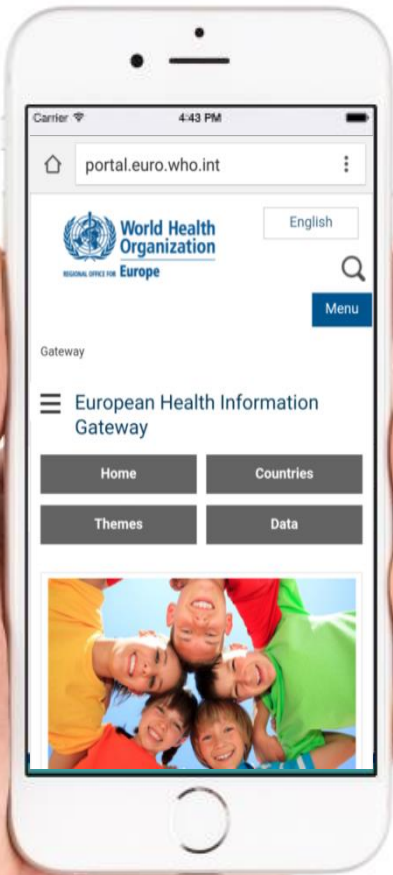 Carrier 4:43 PM
portal.euro.who.int
English
World Health
Organization
REGIONAL OFFICE FOR Europe
Menu
Gateway
European Health Information
Gateway
Home Countries
Themes Data